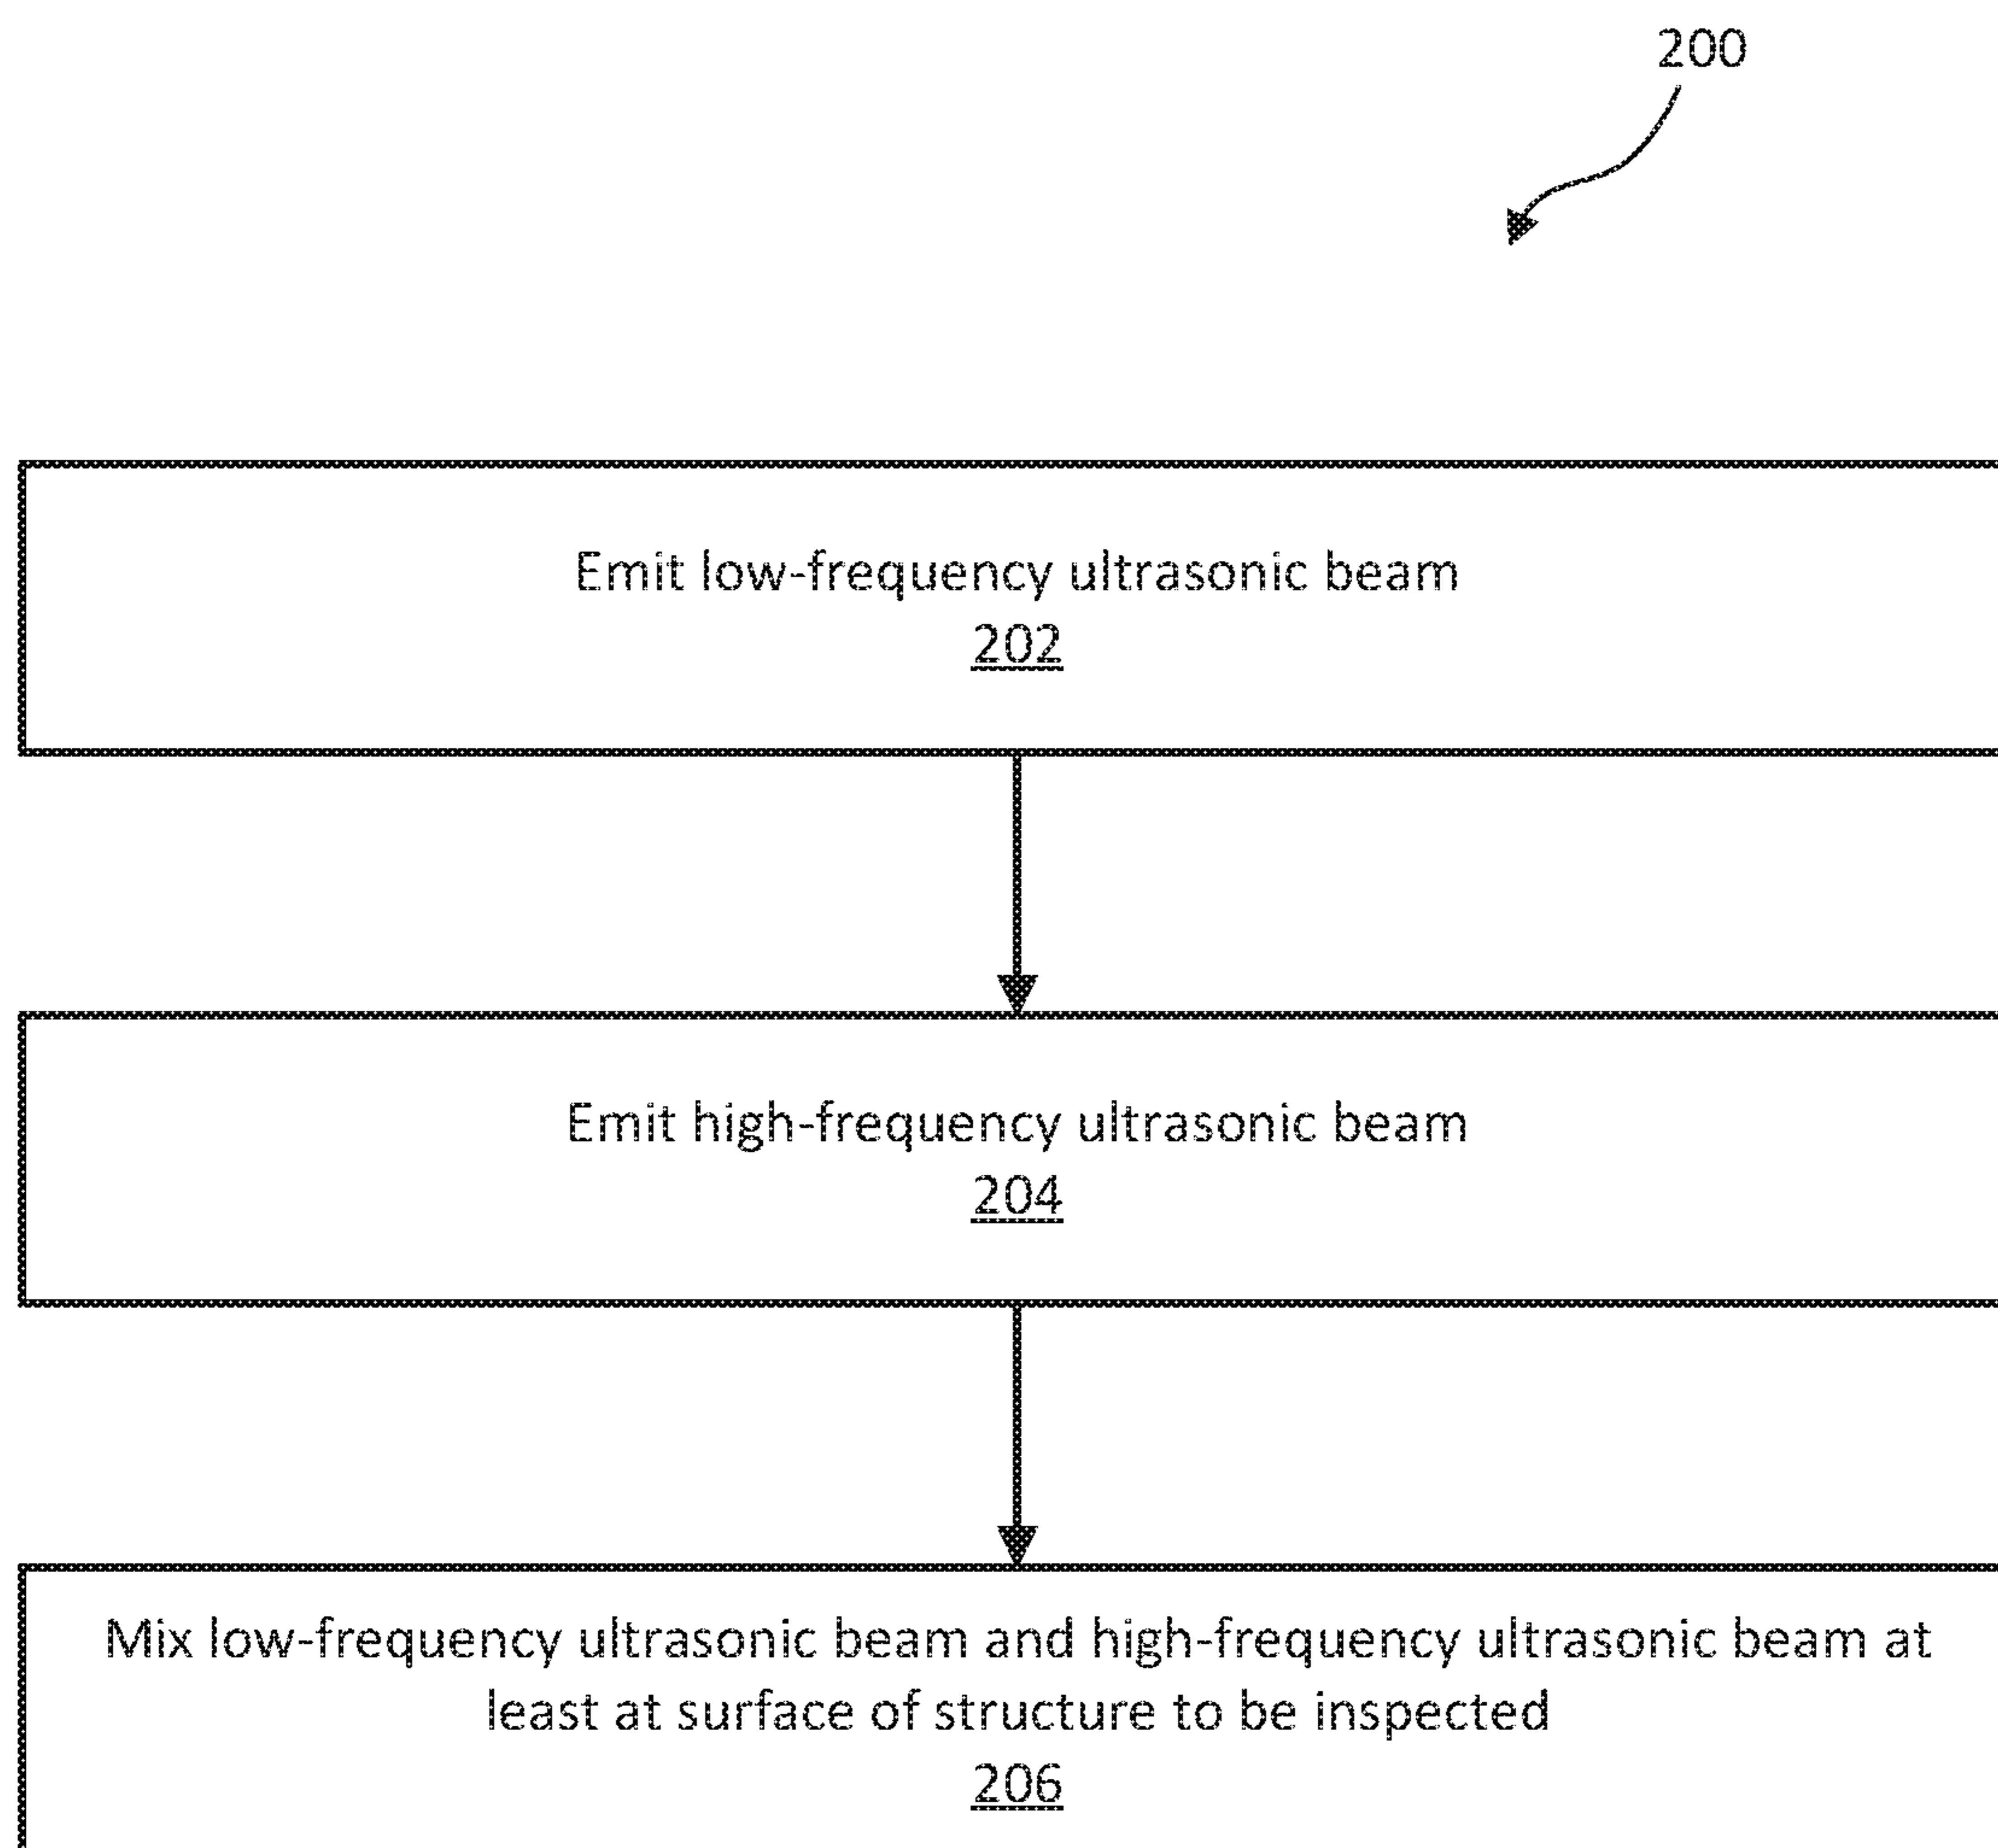 200
Emit low-frequency ultrasonic beam
202
Emit high-frequency ultrasonic beam
204
Mix low-frequency ultrasonic beam and high-frequency ultrasonic beam at
least at surface of structure to be inspected
206